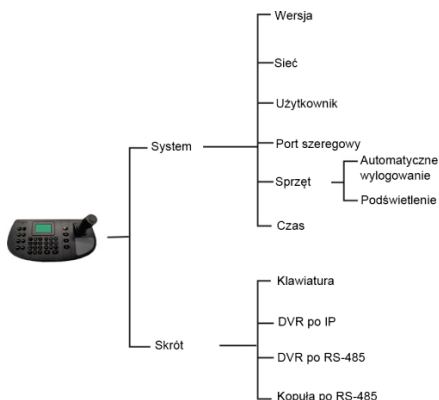 Wersja
Sieć
Użytkownik
System
Port szeregowy
Automatyczne
wylogowanie
Sprzęt
Podświetlenie
Czas
Klawiatura
DVR po IP
Skrót
DVR po RS-485
Kopuła po RS-485